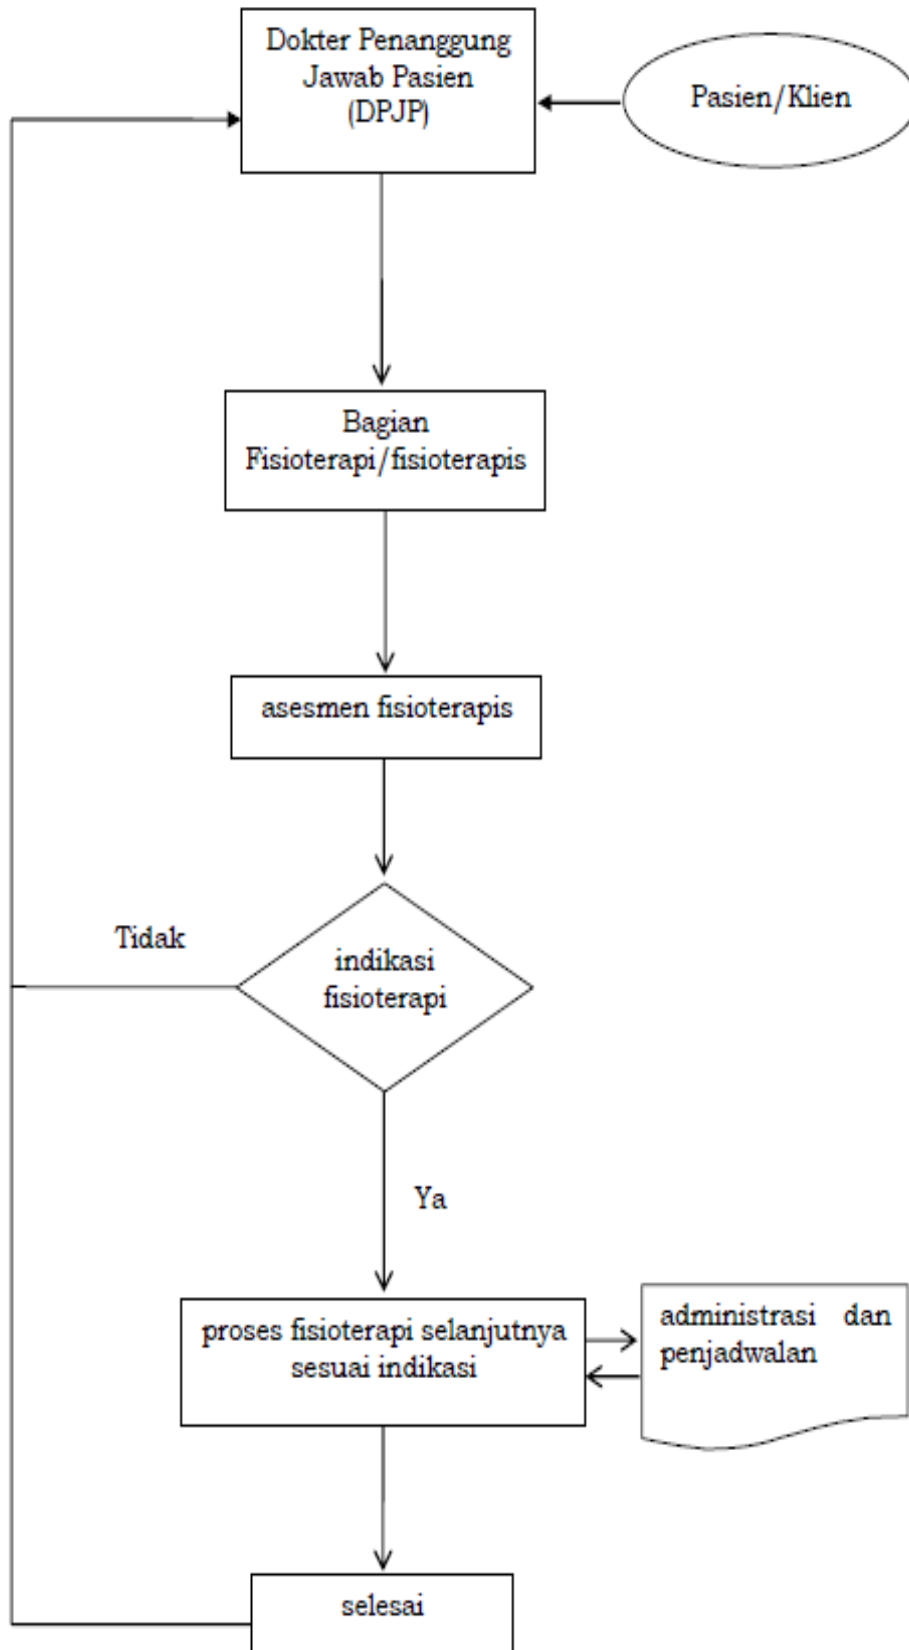 Dokter Penanggung
Jawab Pasien
(DPJP)
Pasien/Klien
Bagian
Fisioterapi/fisioterapis
asesmen fisioterapis
Tidak
indikasi
fisioterapi
Ya
proses fisioterapi selanjutnya
sesuai indikasi
administrasi dan
penjadwalan
selesai